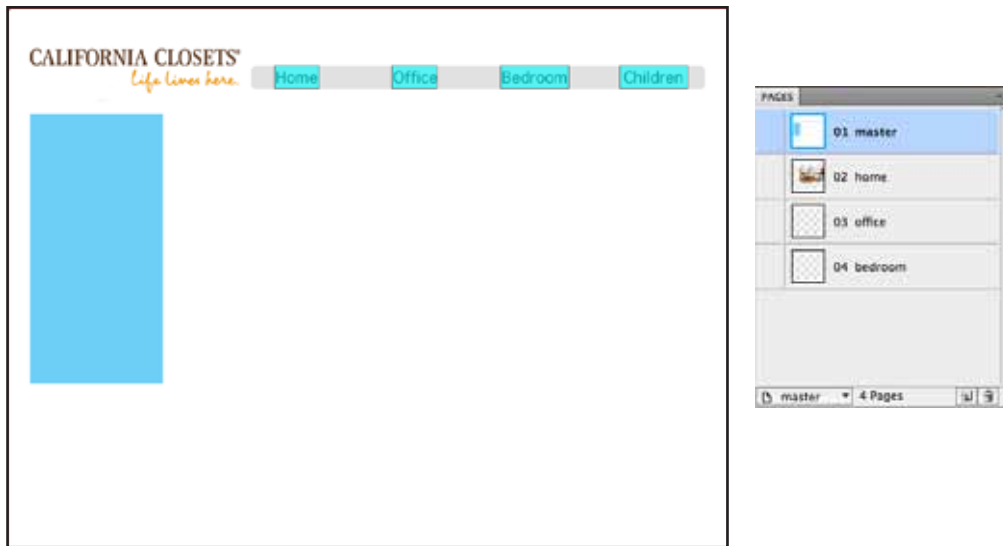 CALIFORNIA CLOSETS®
Life lives here.
Home Office Bedroom Children
PAGES
01 master
02 home
03 office
04 bedroom
master 4 Pages